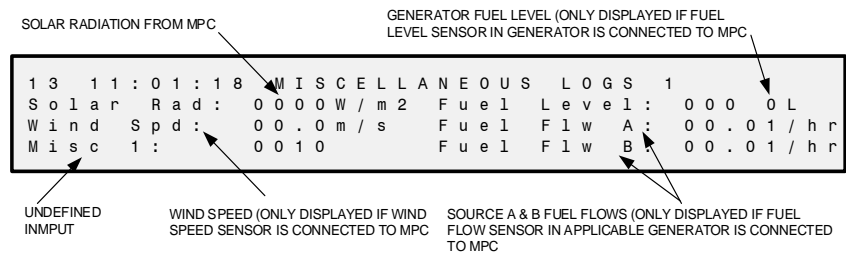 SOLAR RADIATION FROM MPC
GENERATOR FUEL LEVEL (ONLY DISPLAYED IF FUEL
LEVEL SENSOR IN GENERATOR IS CONNECTED TO MPC
13 11:01:18 MISCELLANEOUS LOGS 1
Solar Rad: 0000W/m2 Fuel Level: 000 0L
Wind Spd: 00.0m/s Fuel Flw A: 00.01/hr
Misc 1: 0010 Fuel Flw B: 00.01/hr
UNDEFINED
INMPUT
WIND SPEED (ONLY DISPLAYED IF WIND
SPEED SENSOR IS CONNECTED TO MPC
SOURCE A & B FUEL FLOWS (ONLY DISPLAYED IF FUEL
FLOW SENSOR IN APPLICABLE GENERATOR IS CONNECTED
TO MPC